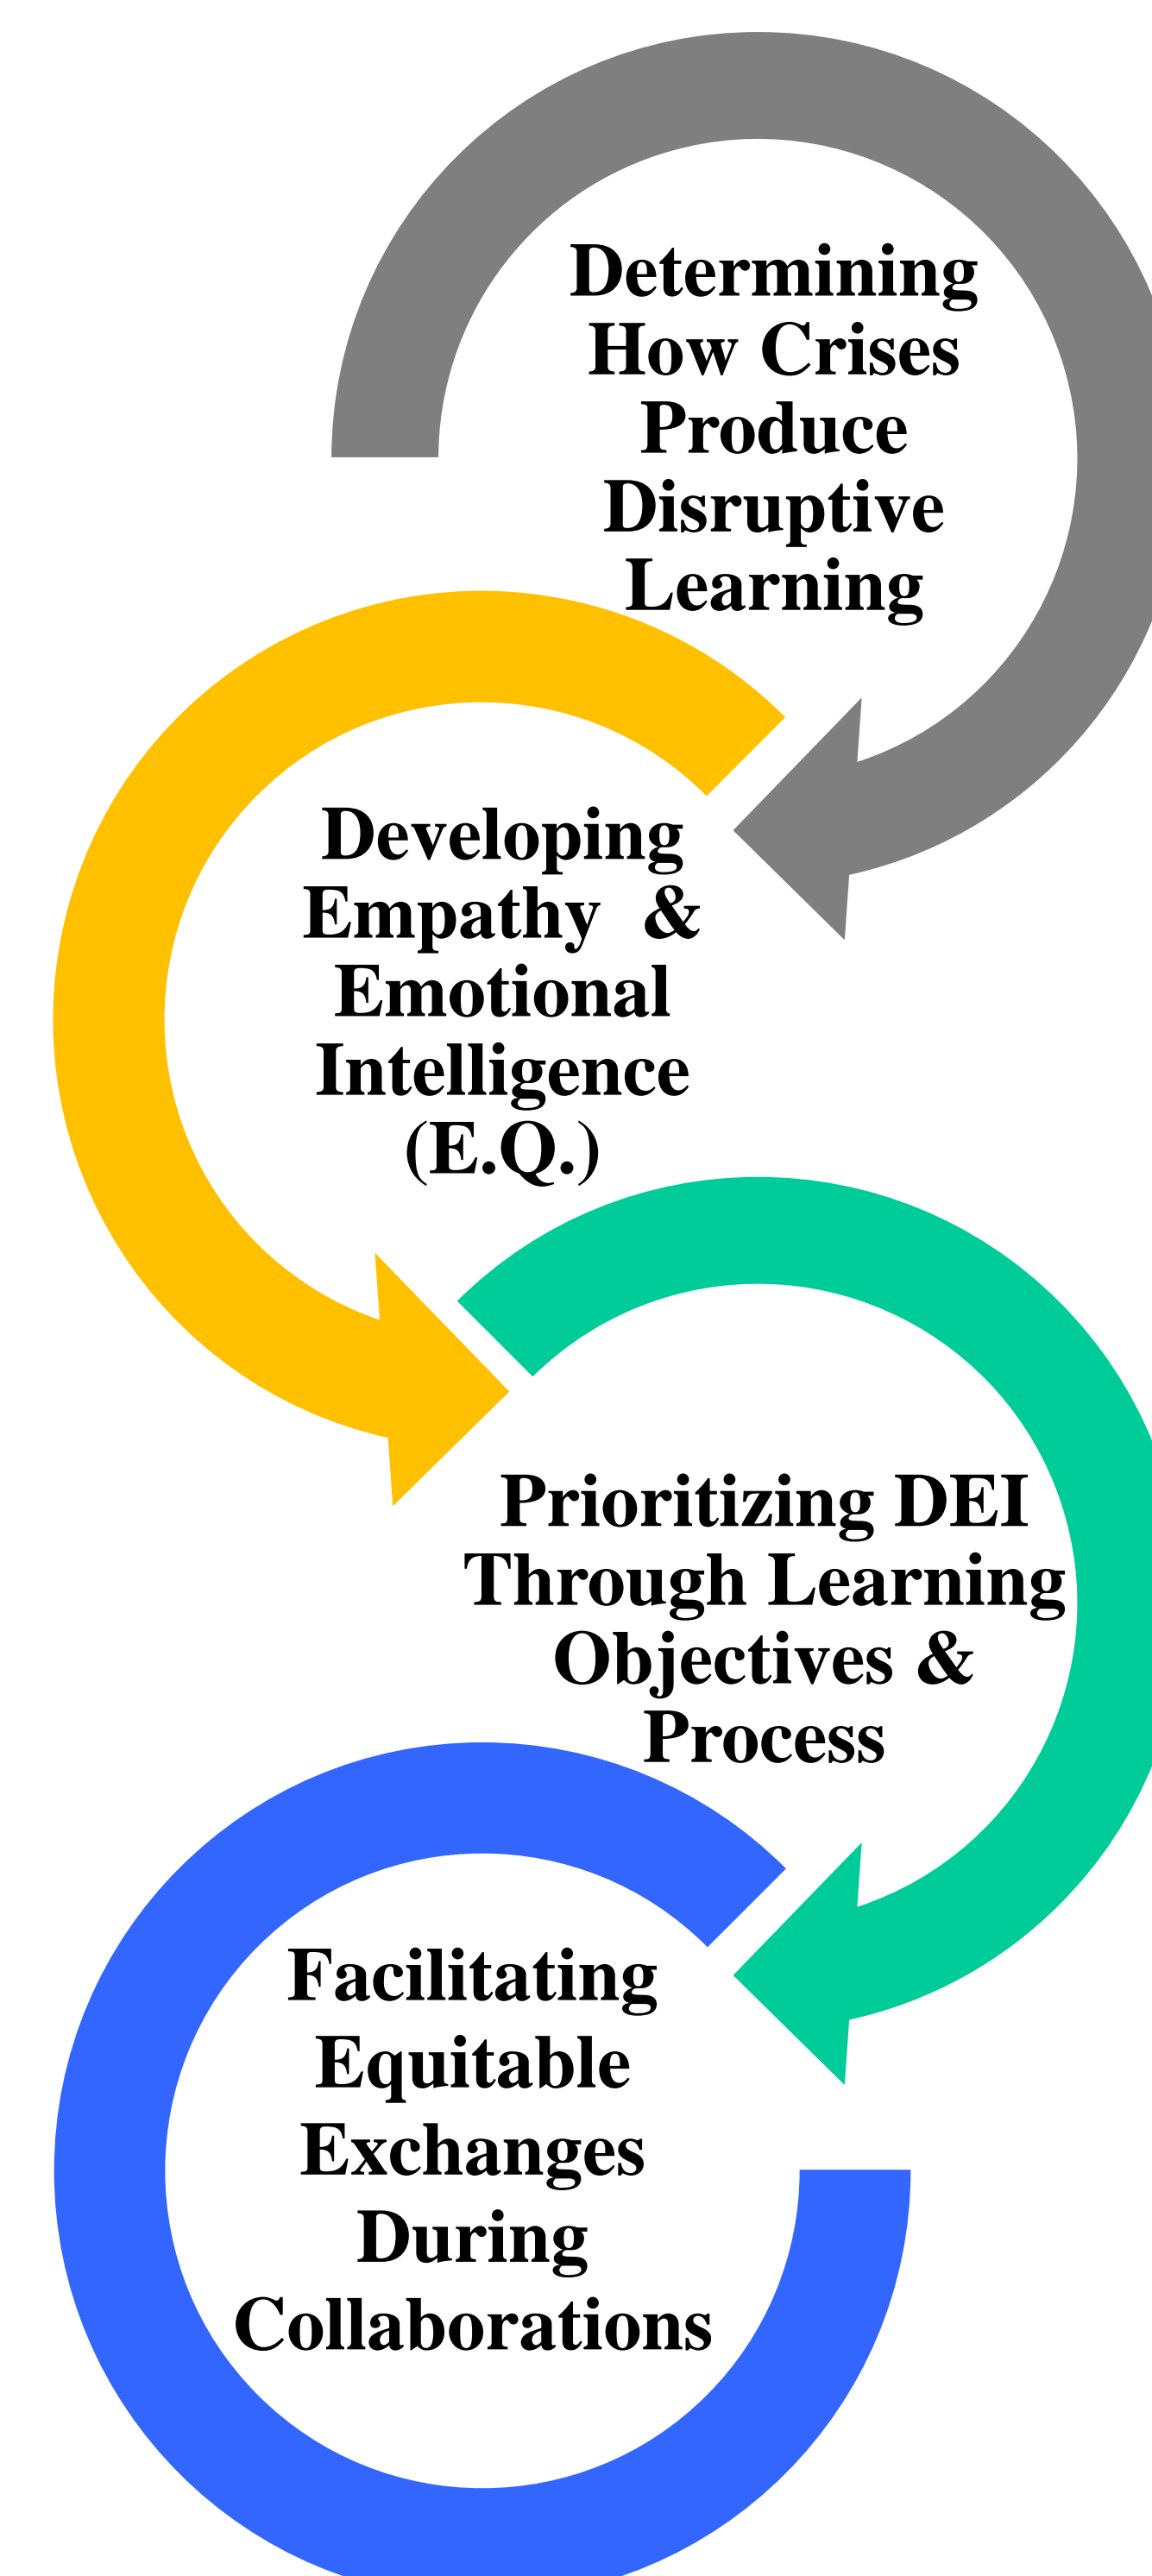 Determining
How Crises
Produce
Disruptive
Learning
Developing
Empathy &
Emotional
Intelligence
(E.Q.)
Prioritizing DEI
Through Learning
Objectives &
Process
Facilitating
Equitable
Exchanges
During
Collaborations